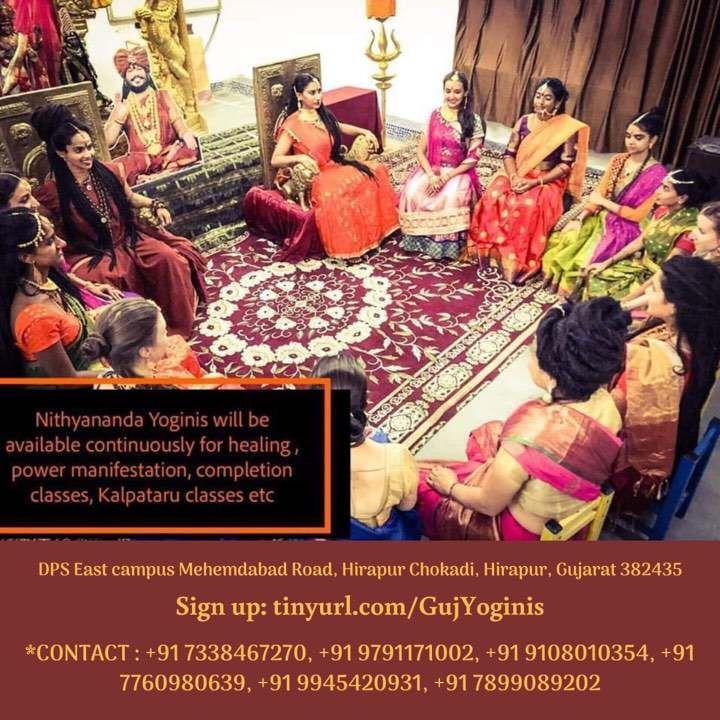 Nithyananda Yoginis will be
available continuously for healing ,
power manifestation, completion
classes, Kalpataru classes etc
DPS East campus Mehemdabad Road, Hirapur Chokadi, Hirapur, Gujarat 382435
Sign up: tinyurl.com/GujYoginis
*CONTACT : +91 7338467270, +91 9791171002, +91 9108010354, +91
7760980639, +91 9945420931, +91 7899089202